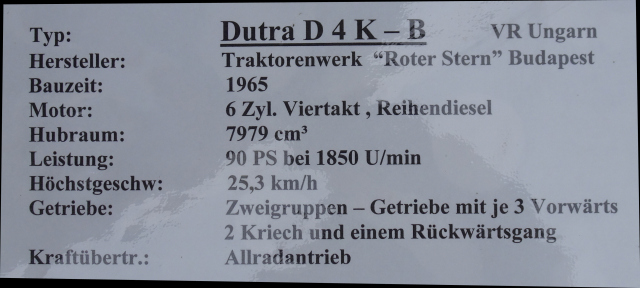 Typ: Dutra D 4 K – B VR Ungarn
Hersteller: Traktorenwerk “Roter Stern” Budapest
Bauzeit: 1965
Motor: 6 Zyl. Viertakt , Reihendiesel
Hubraum: 7979 cm³
Leistung: 90 PS bei 1850 U/min
Höchstgeschw: 25,3 km/h
Getriebe: Zweigruppen – Getriebe mit je 3 Vorwärts
2 Kriech und einem Rückwärtsgang
Kraftübertr.: Allradantrieb